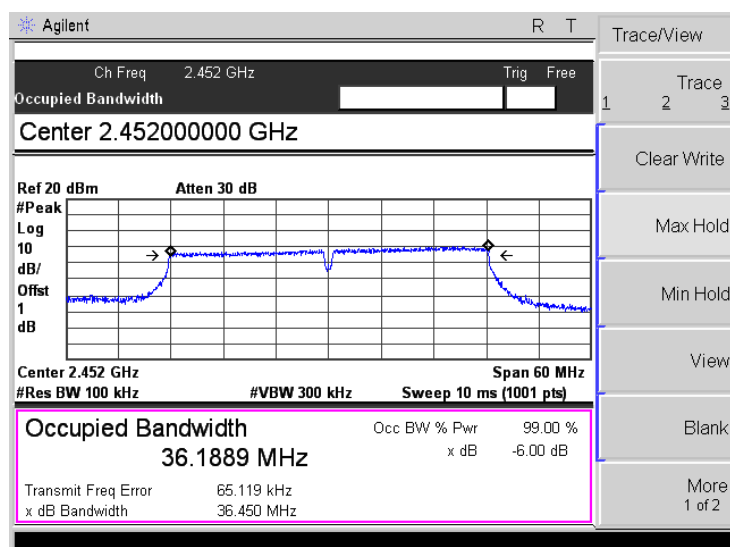 Agilent R T
Ch Freq 2.452 GHz Trig Free
Occupied Bandwidth
Center 2.452000000 GHz
Ref 20 dBm Atten 30 dB
#Peak
Log
10
dB/
Offst
1
dB
Center 2.452 GHz Span 60 MHz
#Res BW 100 kHz #VBW 300 kHz Sweep 10 ms (1001 pts)
Occupied Bandwidth
36.1889 MHz
Occ BW % Pwr 99.00 %
x dB -6.00 dB
Transmit Freq Error 65.119 kHz
x dB Bandwidth 36.450 MHz
Trace/View
Trace
1 2 3
Clear Write
Max Hold
Min Hold
View
Blank
More
1 of 2